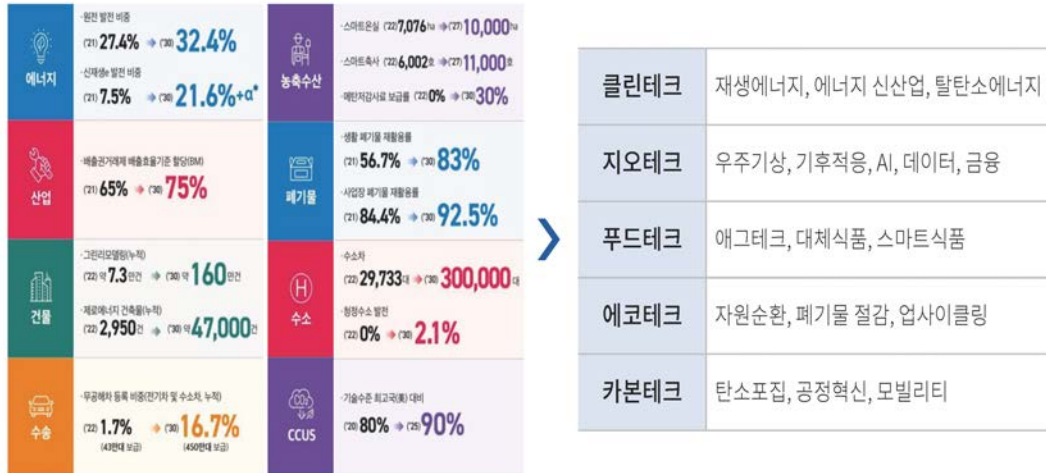 에너지
·원전 발전 비중
('21) 27.4% ➡ ('30) 32.4%
·신재생e 발전 비중
('21) 7.5% ➡ ('30) 21.6%+α*
산업
·배출권거래제 배출효율기준 할당(BM)
('21) 65% ➡ ('30) 75%
건물
·그린리모델링(누적)
('22) 약 7.3만건 ➡ ('30) 약 160만건
·제로에너지 건축물(누적)
('22) 2,950건 ➡ ('30) 약 47,000건
수송
·무공해차 등록 비중(전기차 및 수소차, 누적)
('22) 1.7% ➡ ('30) 16.7%
(43만대 보급) (450만대 보급)
농축수산
·스마트온실 ('22) 7,076ha ➡ ('27) 10,000ha
·스마트축사 ('22) 6,002호 ➡ ('27) 11,000호
·메탄저감사료 보급률 ('22) 0% ➡ ('30) 30%
폐기물
·생활 폐기물 재활용률
('21) 56.7% ➡ ('30) 83%
·사업장 폐기물 재활용률
('21) 84.4% ➡ ('30) 92.5%
수소
·수소차
('22) 29,733대 ➡ ('30) 300,000대
·청정수소 발전
('22) 0% ➡ ('30) 2.1%
CCUS
·기술수준 최고국(美) 대비
('20) 80% ➡ ('25) 90%
클린테크 재생에너지, 에너지 신산업, 탈탄소에너지
지오테크 우주기상, 기후적응, AI, 데이터, 금융
푸드테크 애그테크, 대체식품, 스마트식품
에코테크 자원순환, 폐기물 절감, 업사이클링
카본테크 탄소포집, 공정혁신, 모빌리티